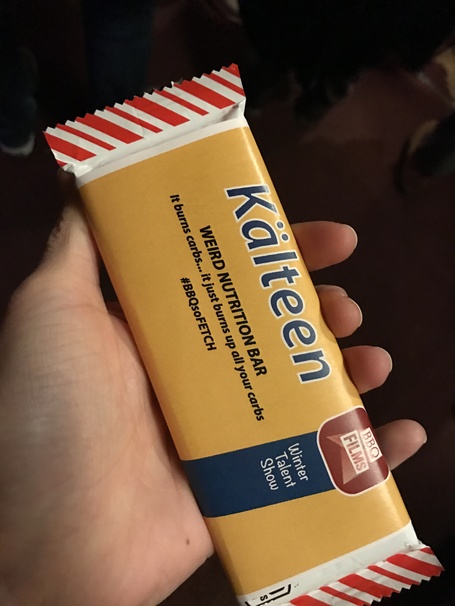 Kälteen
WEIRD NUTRITION BAR
It burns carbs... it just burns up all your carbs
#BBQsoFETCH
Winter
Talent
Show
BBQ
FILMS